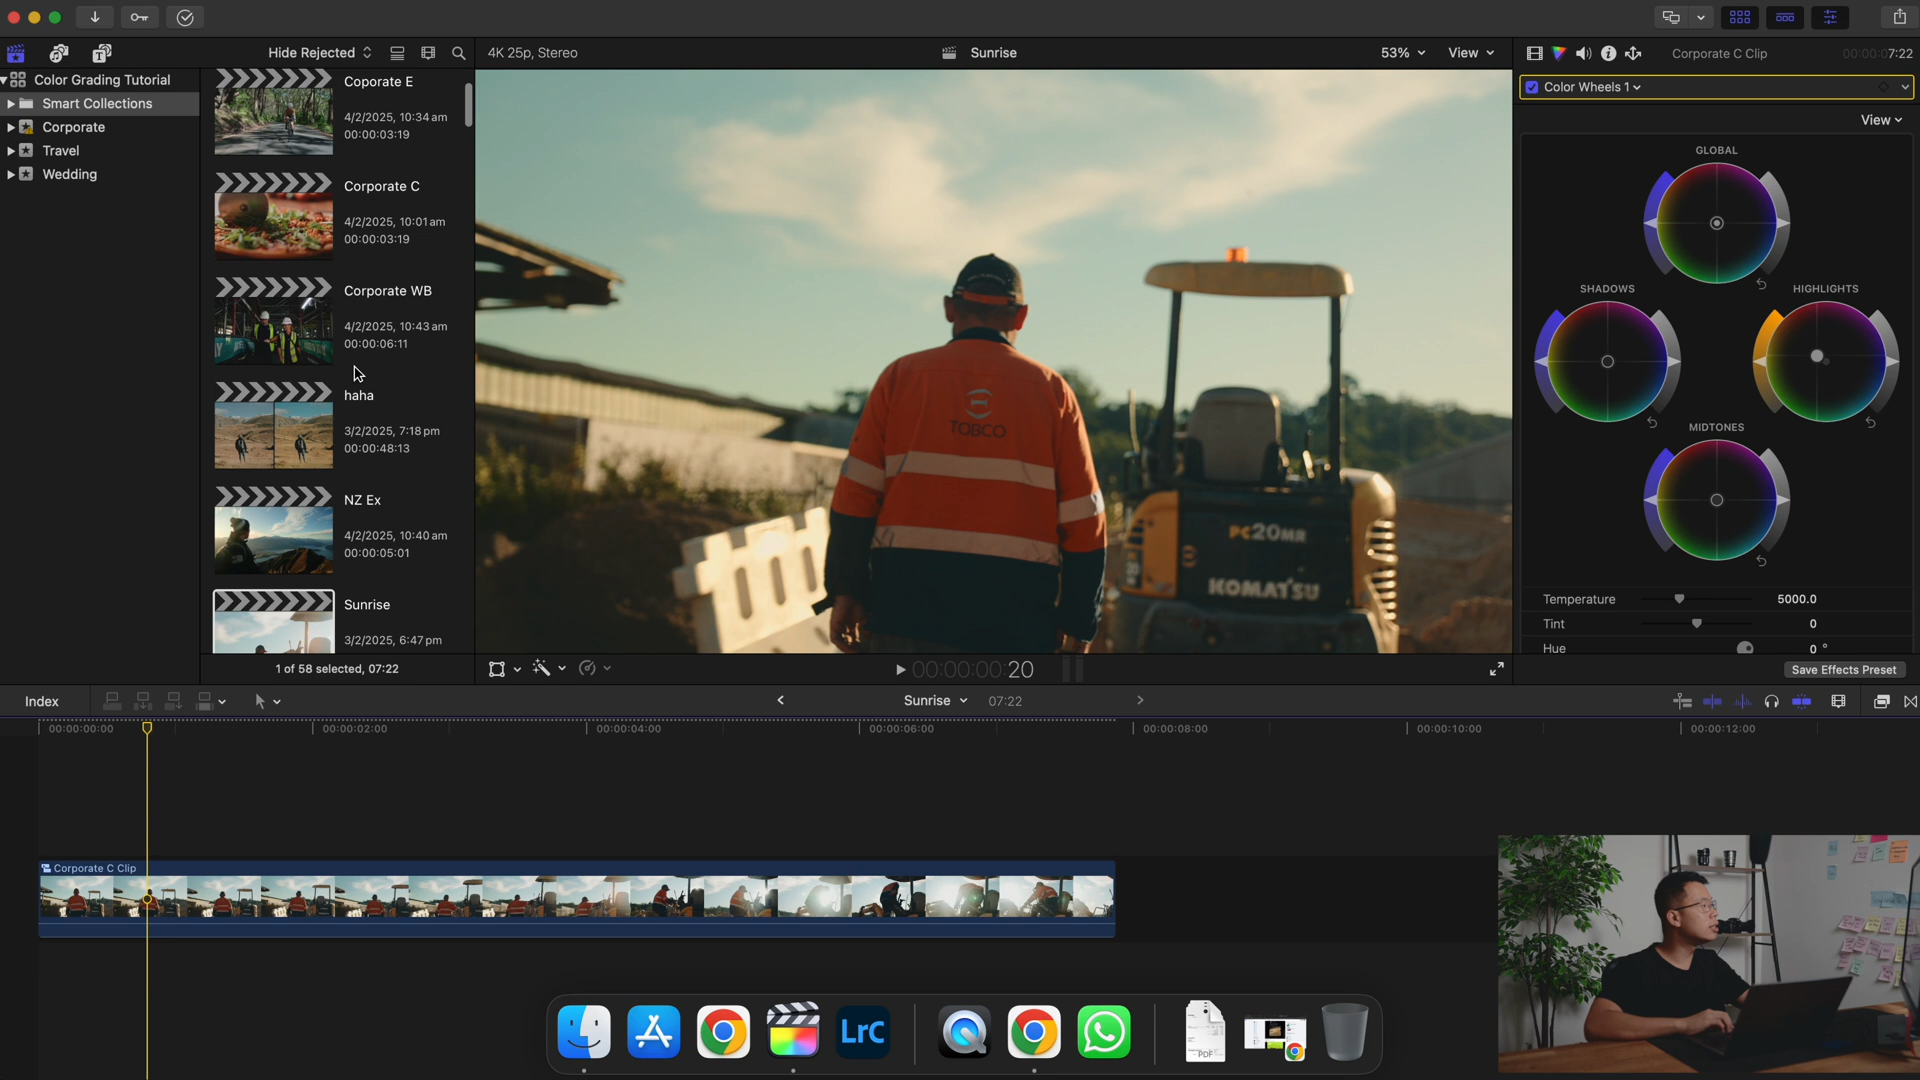 Hide Rejected
4K 25p, Stereo
Sunrise
53%
View
Corporate C Clip
00:00:07:22
Color Grading Tutorial
Smart Collections
Corporate
Travel
Wedding
Coporate E
4/2/2025, 10:34 am
00:00:03:19
Corporate C
4/2/2025, 10:01 am
00:00:03:19
Corporate WB
4/2/2025, 10:43 am
00:00:06:11
haha
3/2/2025, 7:18 pm
00:00:48:13
NZ Ex
4/2/2025, 10:40 am
00:00:05:01
Sunrise
3/2/2025, 6:47 pm
1 of 58 selected, 07:22
TOBCO
PC20MR
KOMATSU
00:00:00:20
Color Wheels 1
View
GLOBAL
SHADOWS
HIGHLIGHTS
MIDTONES
Temperature
5000.0
Tint
0
Hue
0 °
Save Effects Preset
Index
Sunrise
07:22
00:00:00:00
00:00:02:00
00:00:04:00
00:00:06:00
00:00:08:00
00:00:10:00
00:00:12:00
Corporate C Clip
LrC
PDF